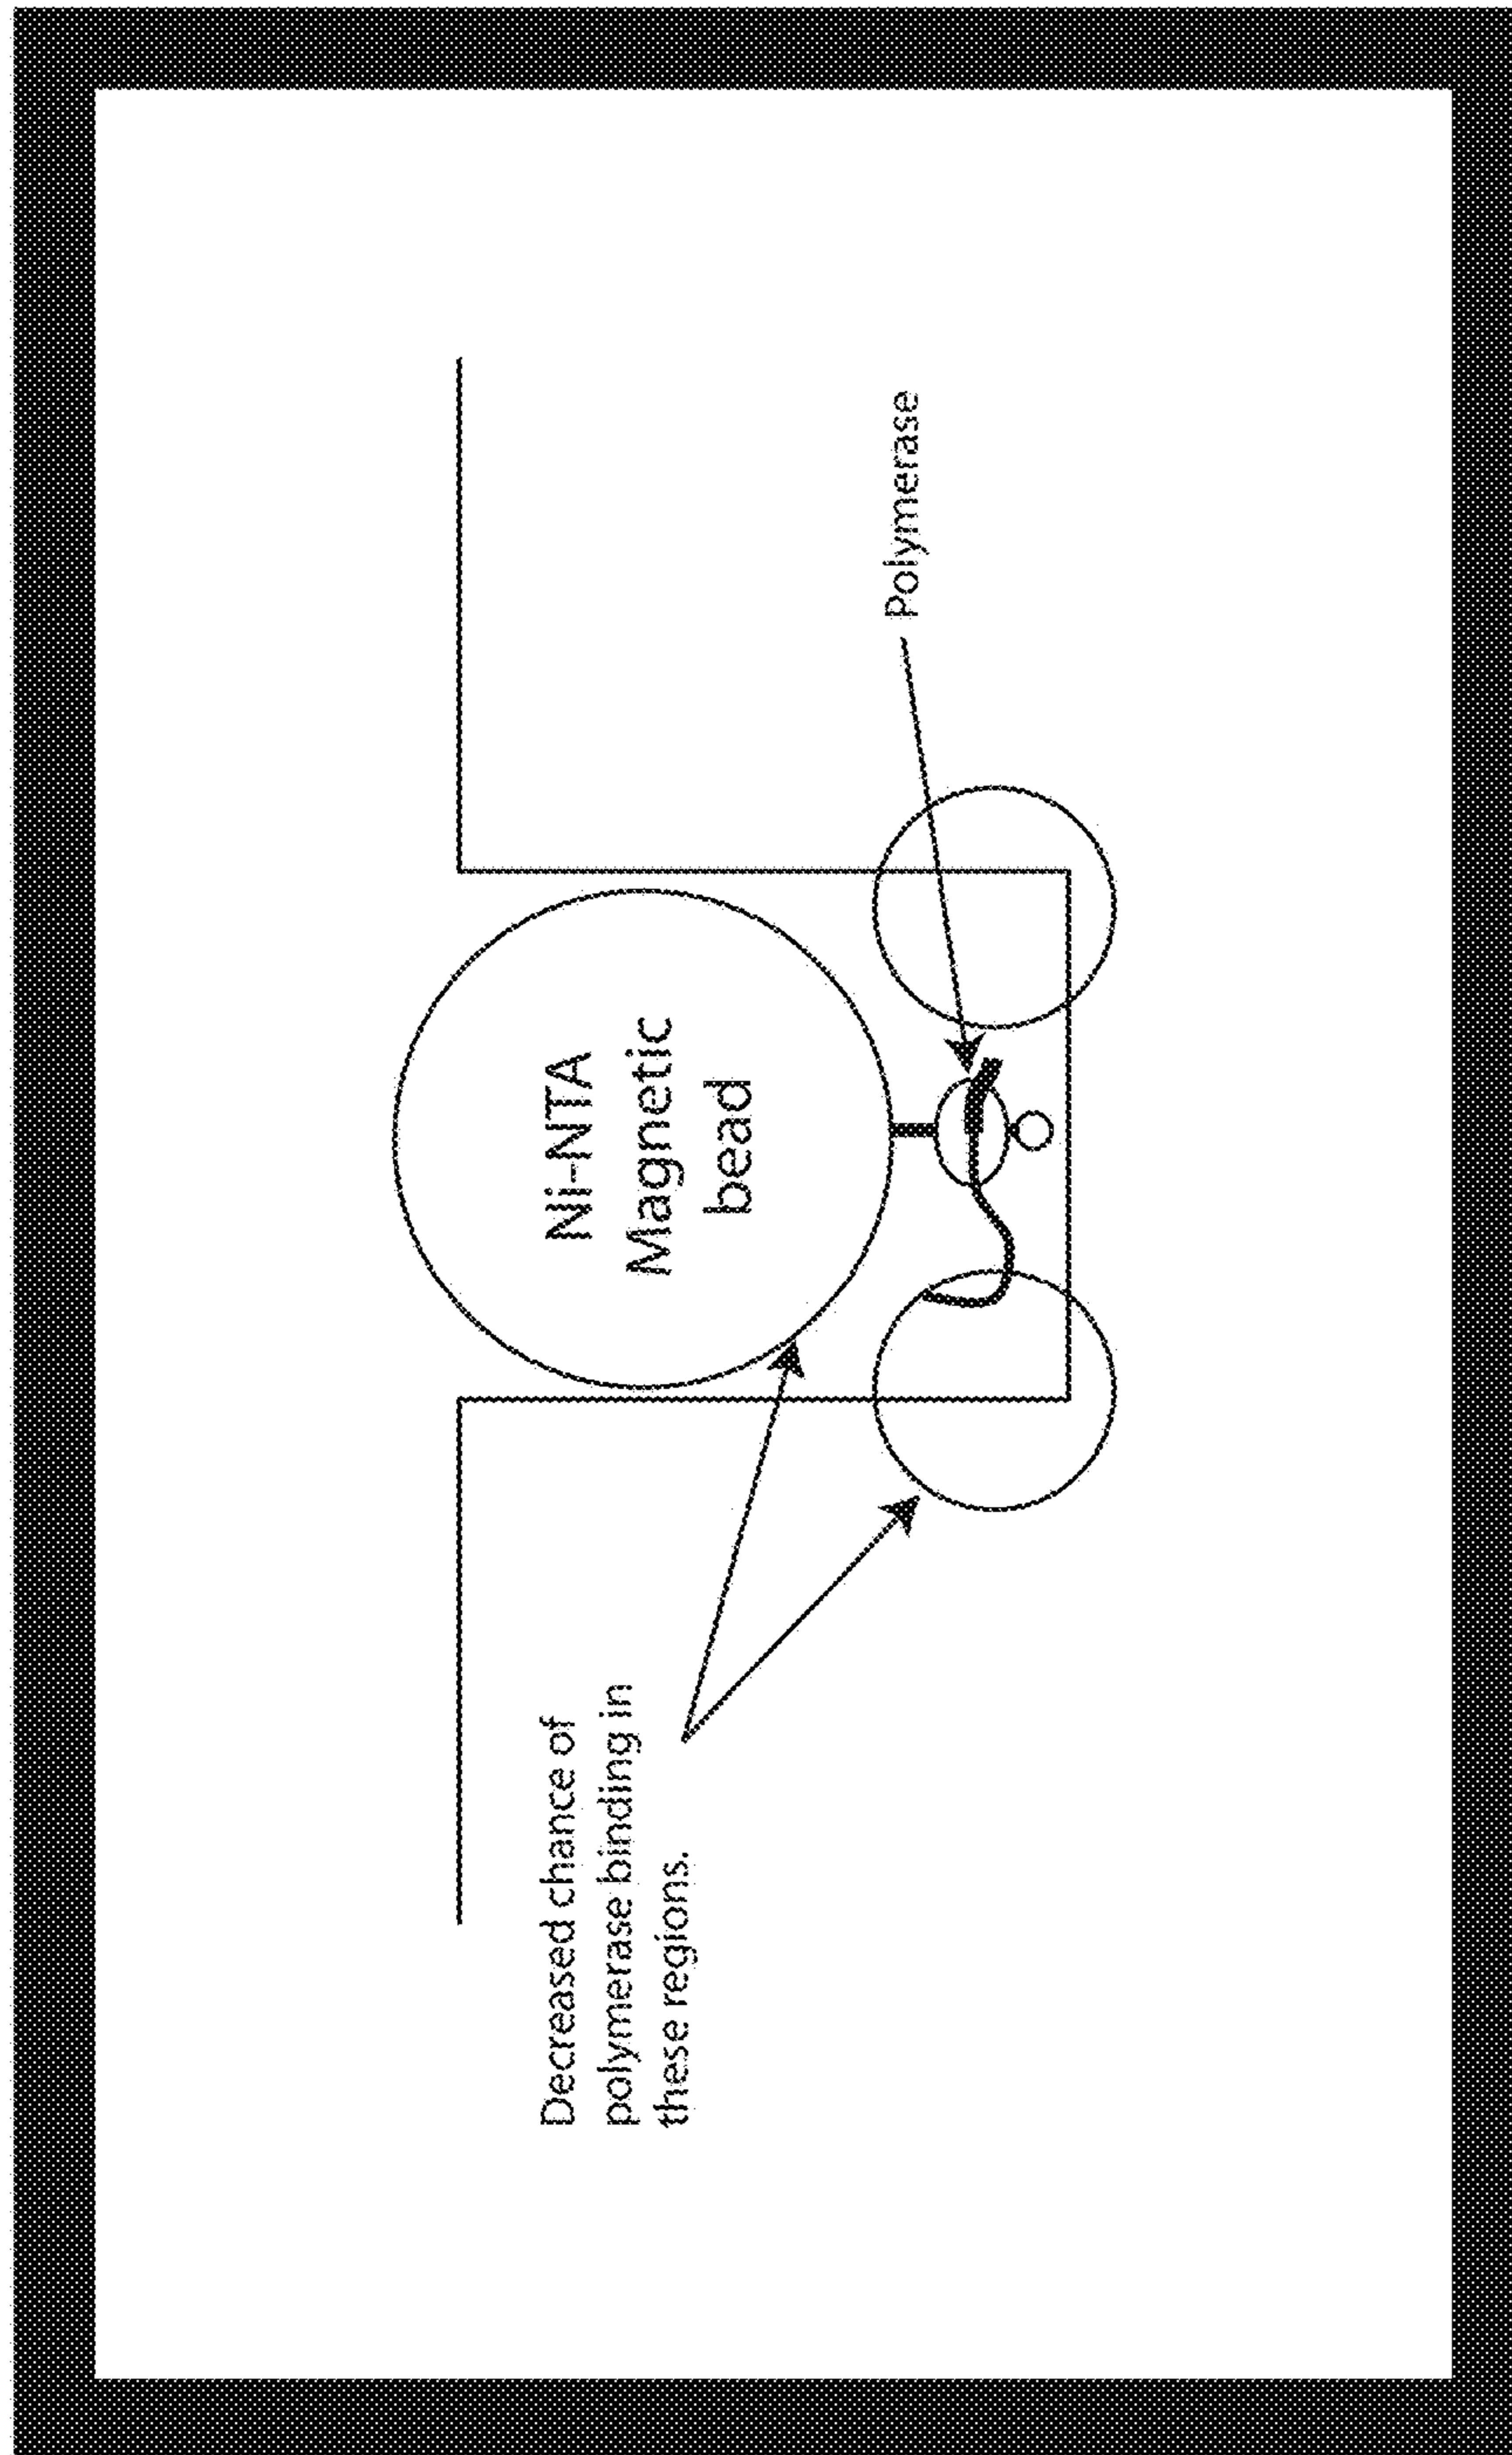 Decreased chance of
polymerase binding in
these regions.
Ni-NTA
Magnetic
bead
Polymerase